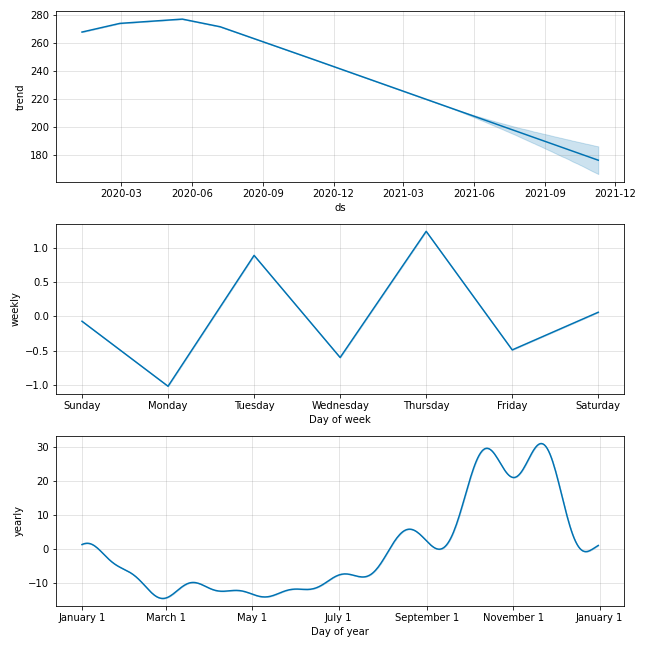 280
260
240
220
200
180
trend
2020-03 2020-06 2020-09 2020-12 2021-03 2021-06 2021-09 2021-12
ds
1.0
0.5
0.0
−0.5
−1.0
weekly
Sunday Monday Tuesday Wednesday Thursday Friday Saturday
Day of week
30
20
10
0
−10
yearly
January 1 March 1 May 1 July 1 September 1 November 1 January 1
Day of year